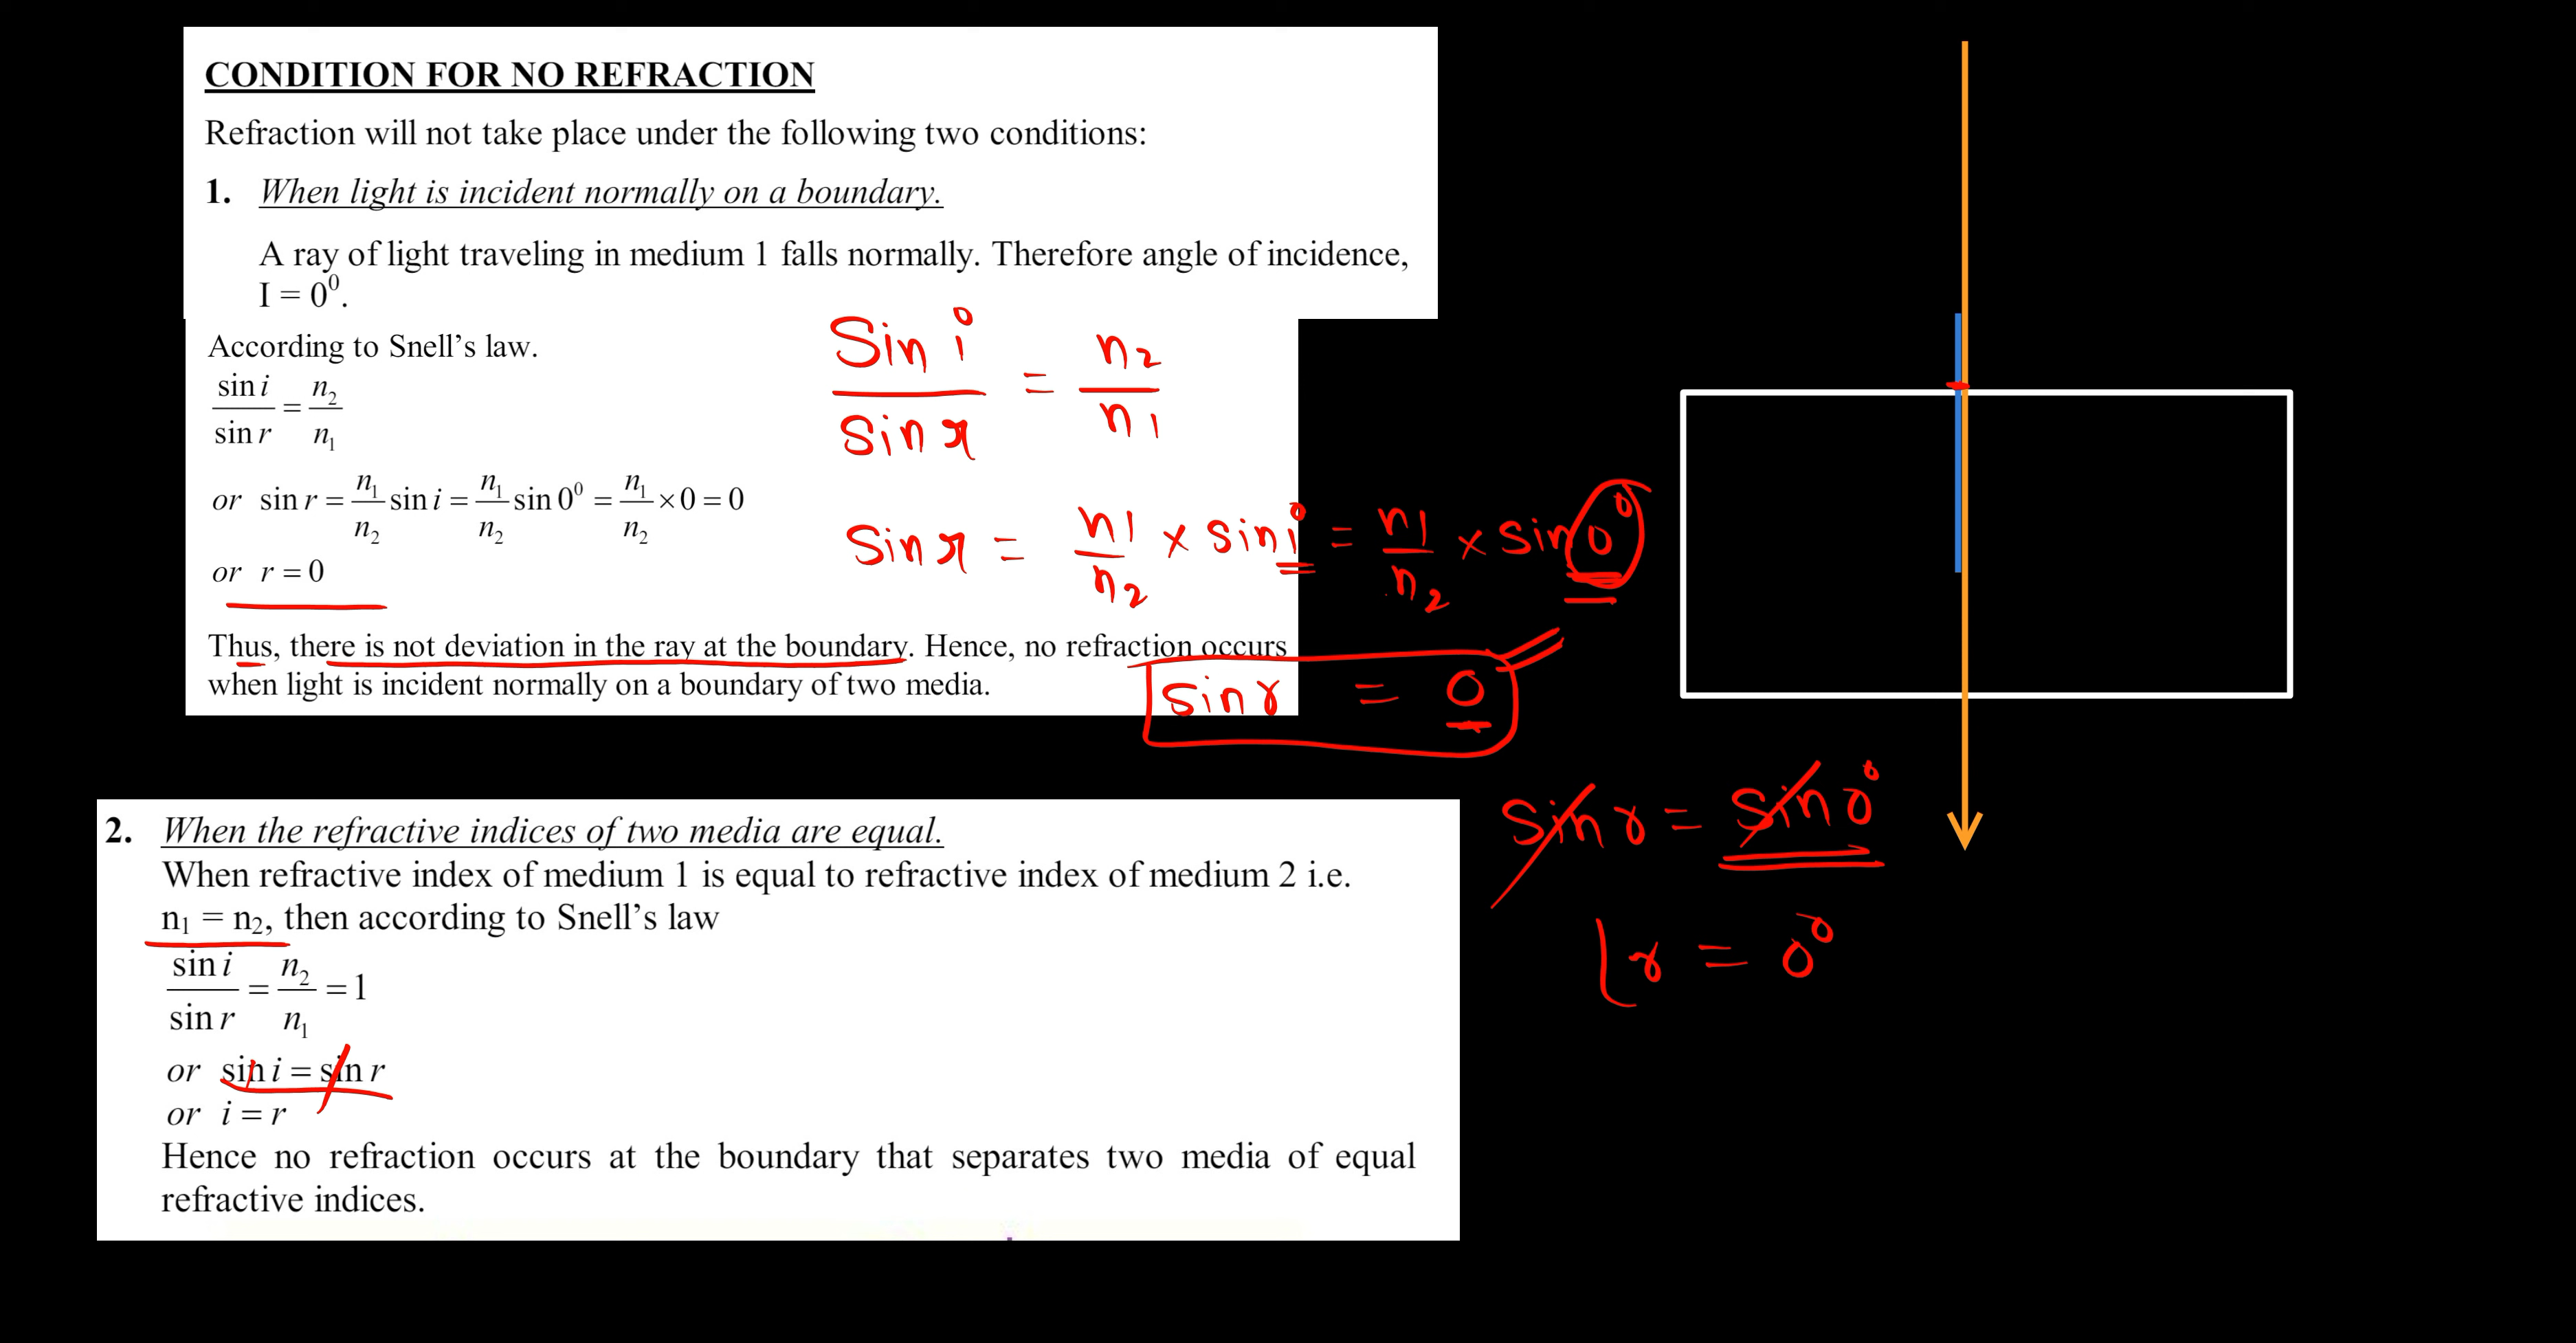 CONDITION FOR NO REFRACTION
Refraction will not take place under the following two conditions:
1. When light is incident normally on a boundary.
A ray of light traveling in medium 1 falls normally. Therefore angle of incidence,
I = 0⁰.
According to Snell's law.
sin i / sin r = n₂ / n₁
or sin r = n₁/n₂ sin i = n₁/n₂ sin 0⁰ = n₁/n₂ × 0 = 0
or r = 0
Thus, there is not deviation in the ray at the boundary. Hence, no refraction occurs
when light is incident normally on a boundary of two media.
Sin i / Sin r = n₂ / n₁
Sin r = n₁/n₂ × sin i = n₁/n₂ × sin 0°
sin r = 0
Sin r = Sin 0°
r = 0°
2. When the refractive indices of two media are equal.
When refractive index of medium 1 is equal to refractive index of medium 2 i.e.
n₁ = n₂, then according to Snell's law
sin i / sin r = n₂ / n₁ = 1
or sin i = sin r
or i = r
Hence no refraction occurs at the boundary that separates two media of equal
refractive indices.